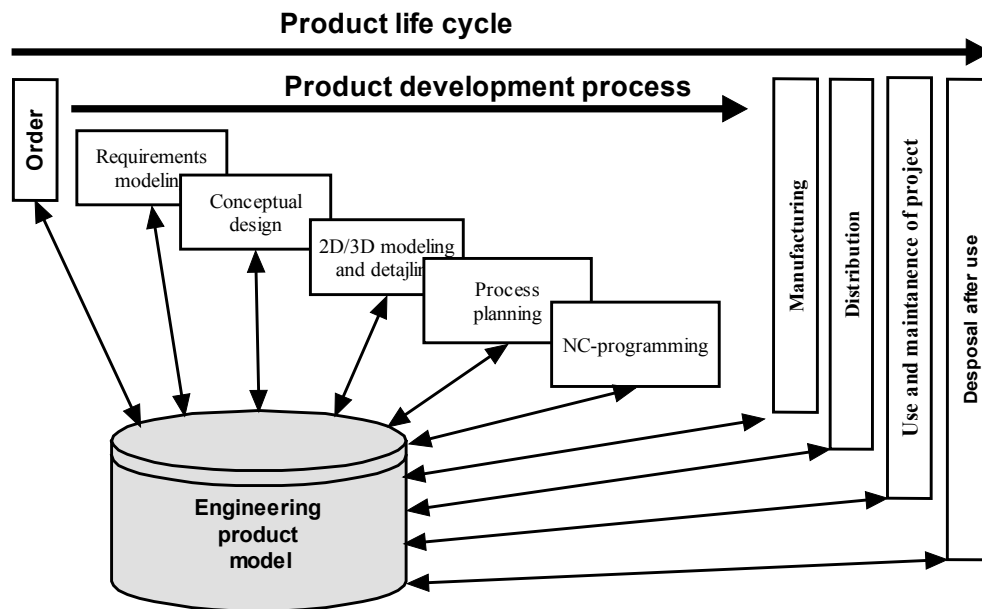 Product life cycle
Product development process
Order
Requirements
modelin
Conceptual
design
2D/3D modeling
and detajlin
Process
planning
NC-programming
Manufacturing
Distribution
Use and maintanence of project
Desposal after use
Engineering
product
model